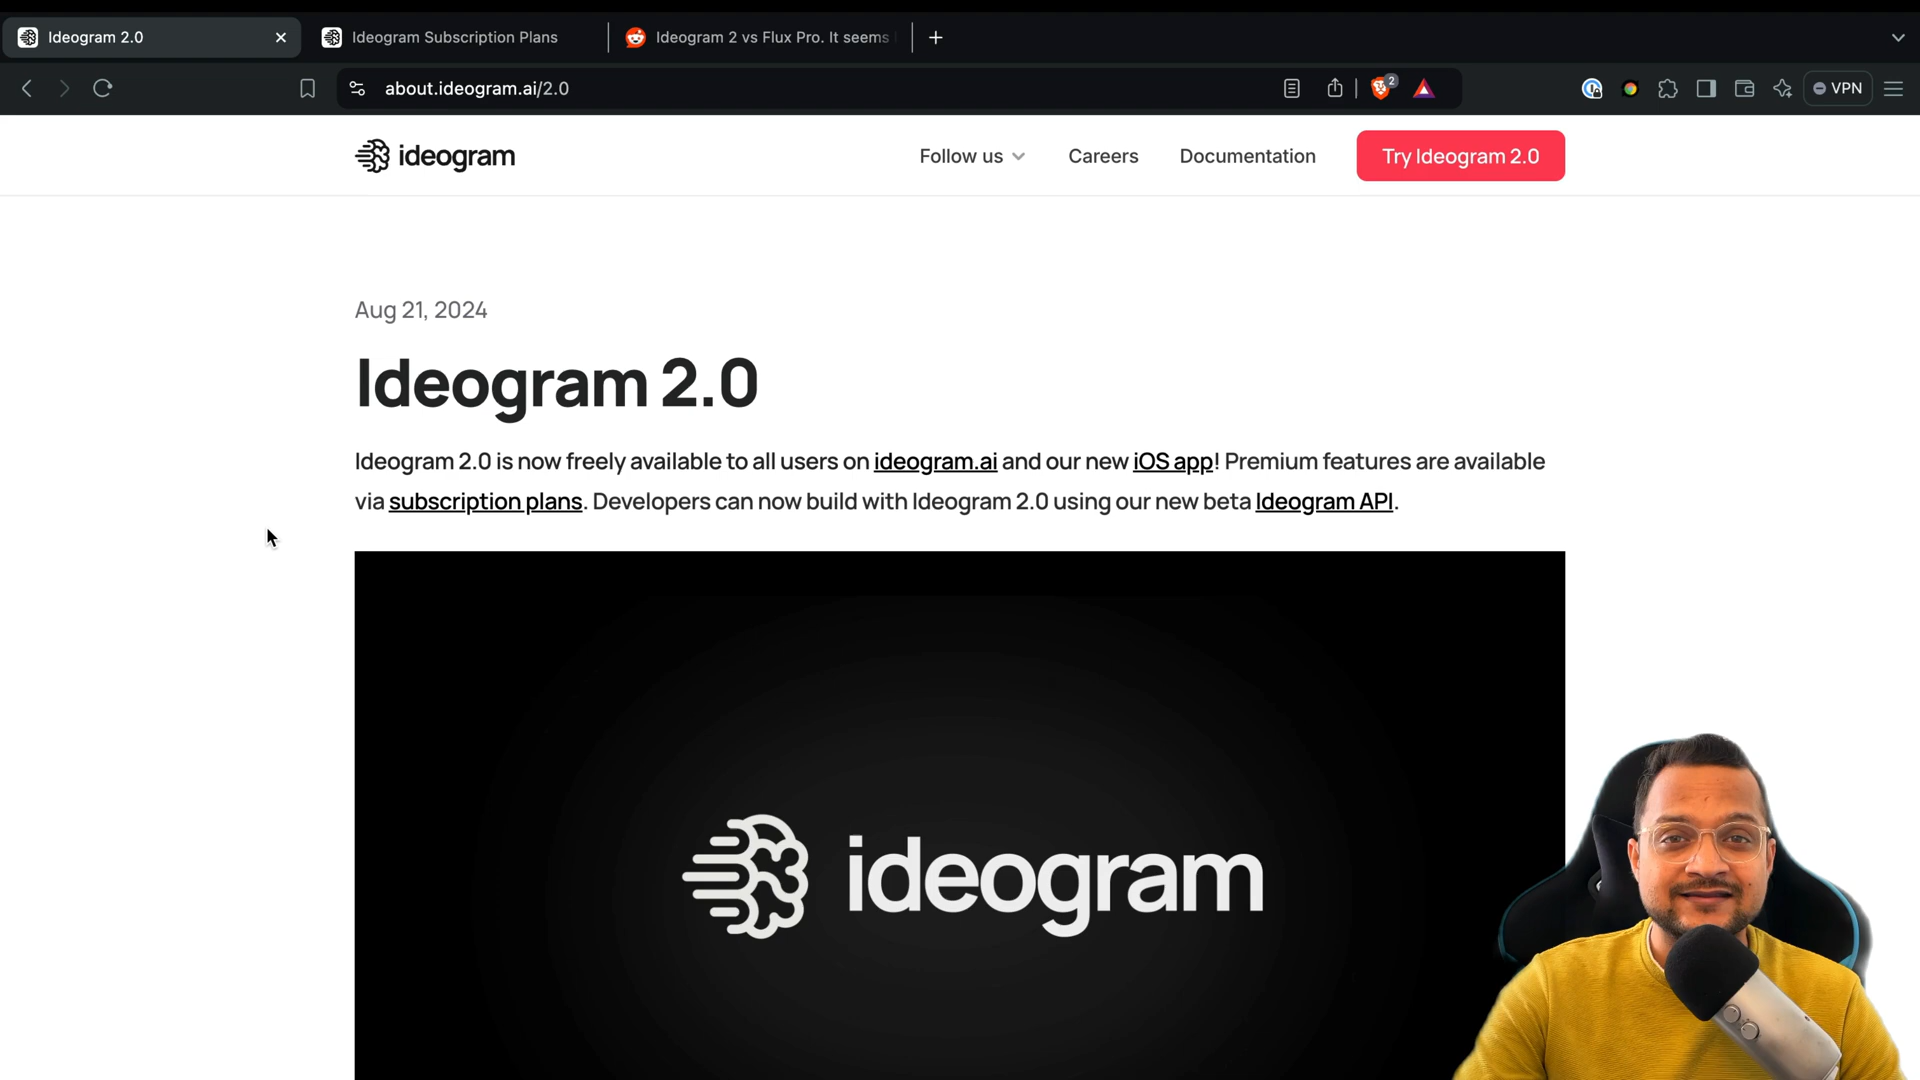 Ideogram 2.0
Ideogram Subscription Plans
Ideogram 2 vs Flux Pro. It seems
about.ideogram.ai/2.0
2
VPN
ideogram
Follow us
Careers
Documentation
Try Ideogram 2.0
Aug 21, 2024
Ideogram 2.0
Ideogram 2.0 is now freely available to all users on ideogram.ai and our new iOS app! Premium features are available
via subscription plans. Developers can now build with Ideogram 2.0 using our new beta Ideogram API.
ideogram